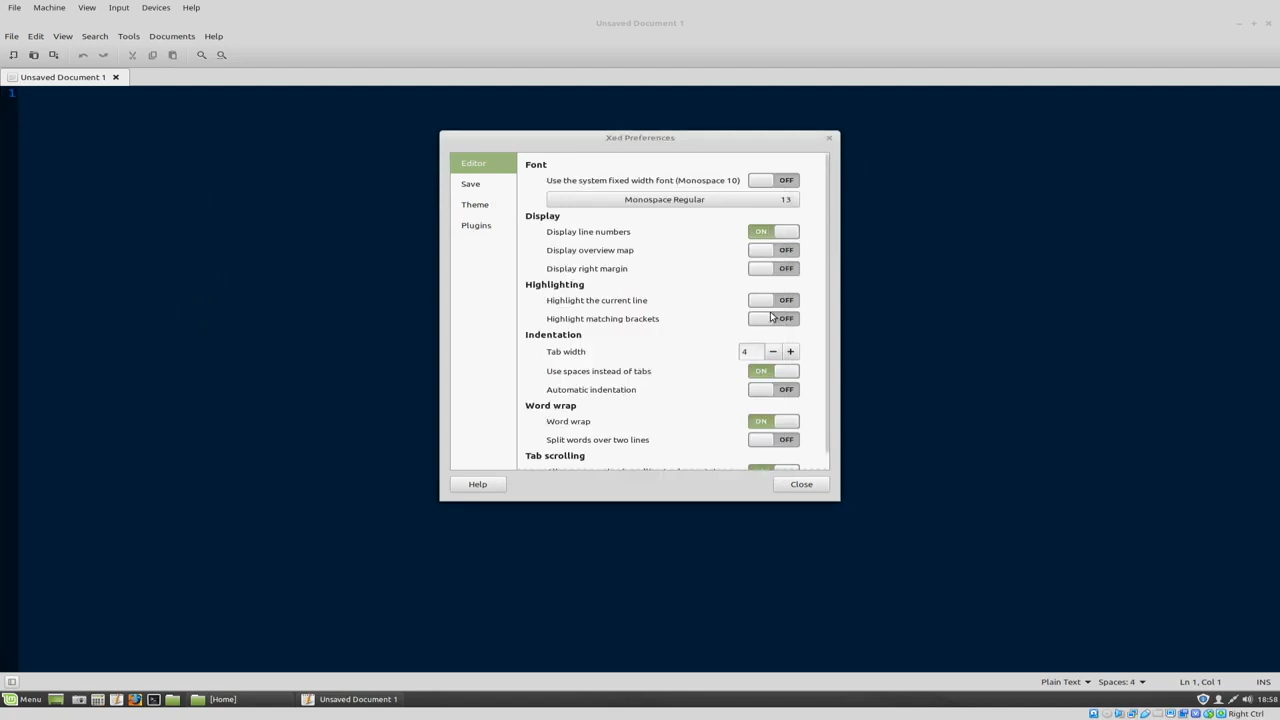 File Machine View Input Devices Help
Unsaved Document 1
File Edit View Search Tools Documents Help
Unsaved Document 1
1
Xed Preferences
Editor
Save
Theme
Plugins
Font
Use the system fixed width font (Monospace 10) OFF
Monospace Regular 13
Display
Display line numbers ON
Display overview map OFF
Display right margin OFF
Highlighting
Highlight the current line OFF
Highlight matching brackets OFF
Indentation
Tab width 4
Use spaces instead of tabs ON
Automatic indentation OFF
Word wrap
Word wrap ON
Split words over two lines OFF
Tab scrolling
Help Close
Plain Text Spaces: 4 Ln 1, Col 1 INS
Menu [Home] Unsaved Document 1 18:58
Right Ctrl